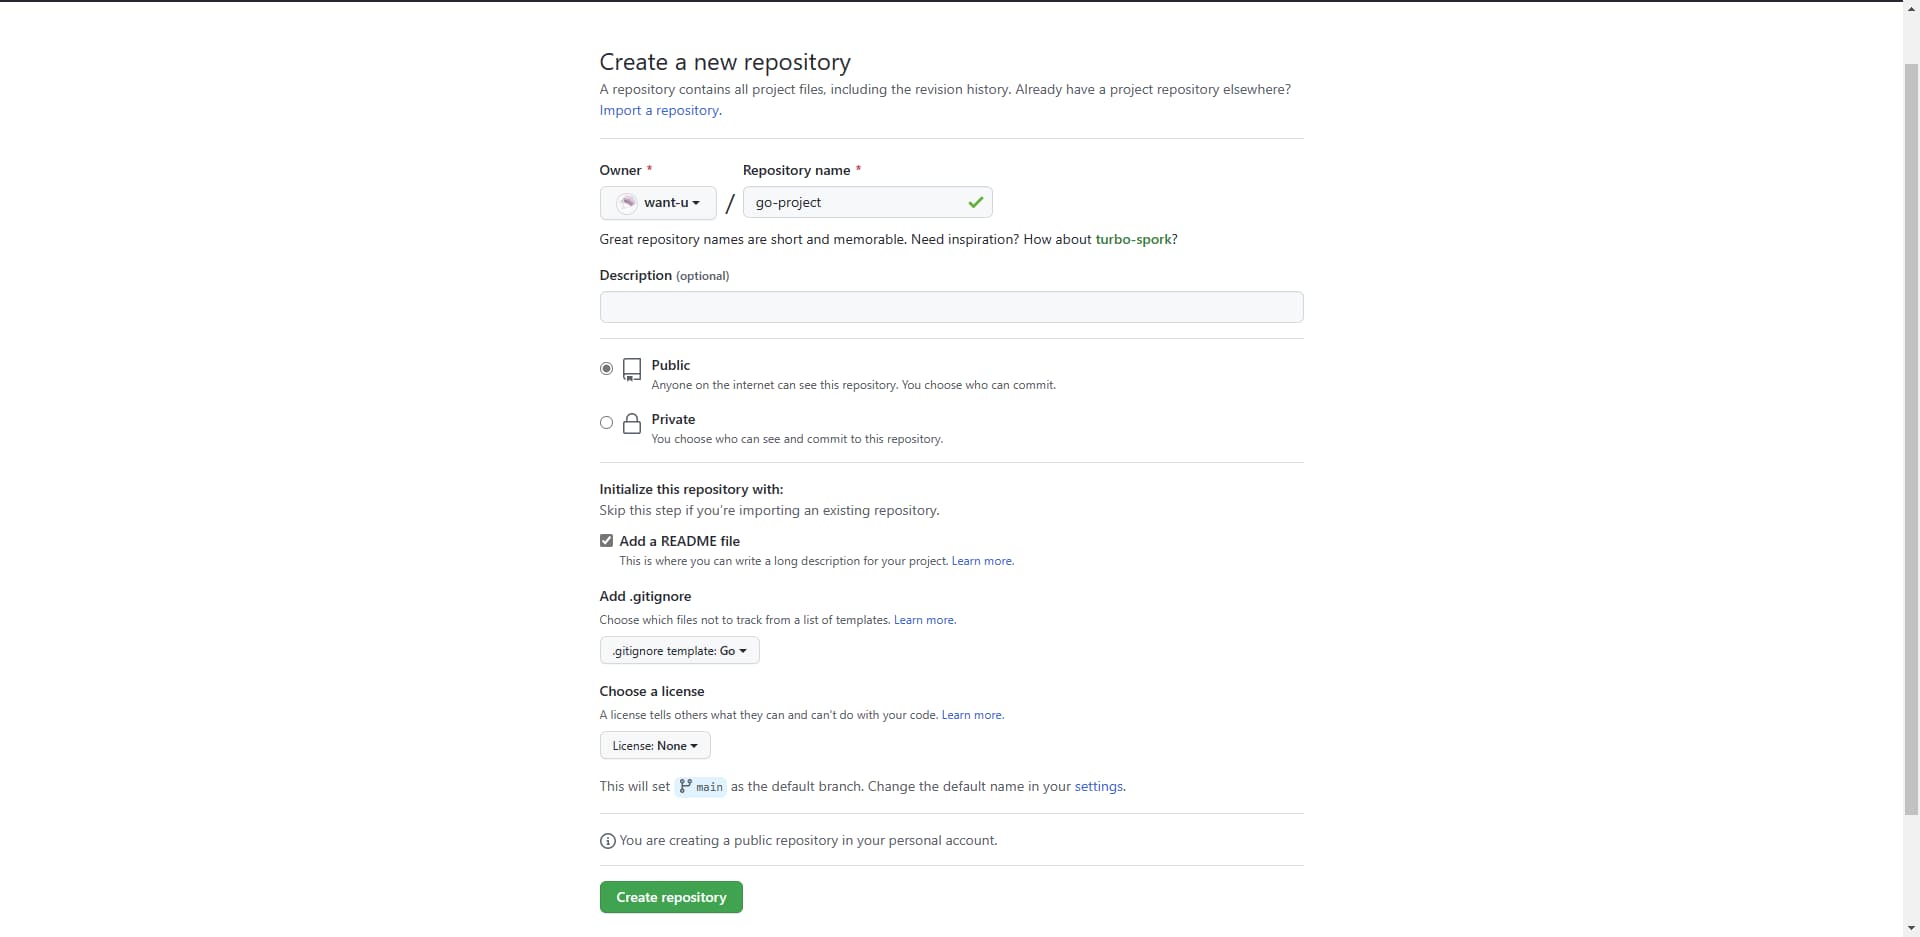 Create a new repository
A repository contains all project files, including the revision history. Already have a project repository elsewhere?
Import a repository.
Owner * Repository name *
want-u / go-project
Great repository names are short and memorable. Need inspiration? How about turbo-spork?
Description (optional)
Public
Anyone on the internet can see this repository. You choose who can commit.
Private
You choose who can see and commit to this repository.
Initialize this repository with:
Skip this step if you're importing an existing repository.
Add a README file
This is where you can write a long description for your project. Learn more.
Add .gitignore
Choose which files not to track from a list of templates. Learn more.
.gitignore template: Go
Choose a license
A license tells others what they can and can't do with your code. Learn more.
License: None
This will set main as the default branch. Change the default name in your settings.
You are creating a public repository in your personal account.
Create repository